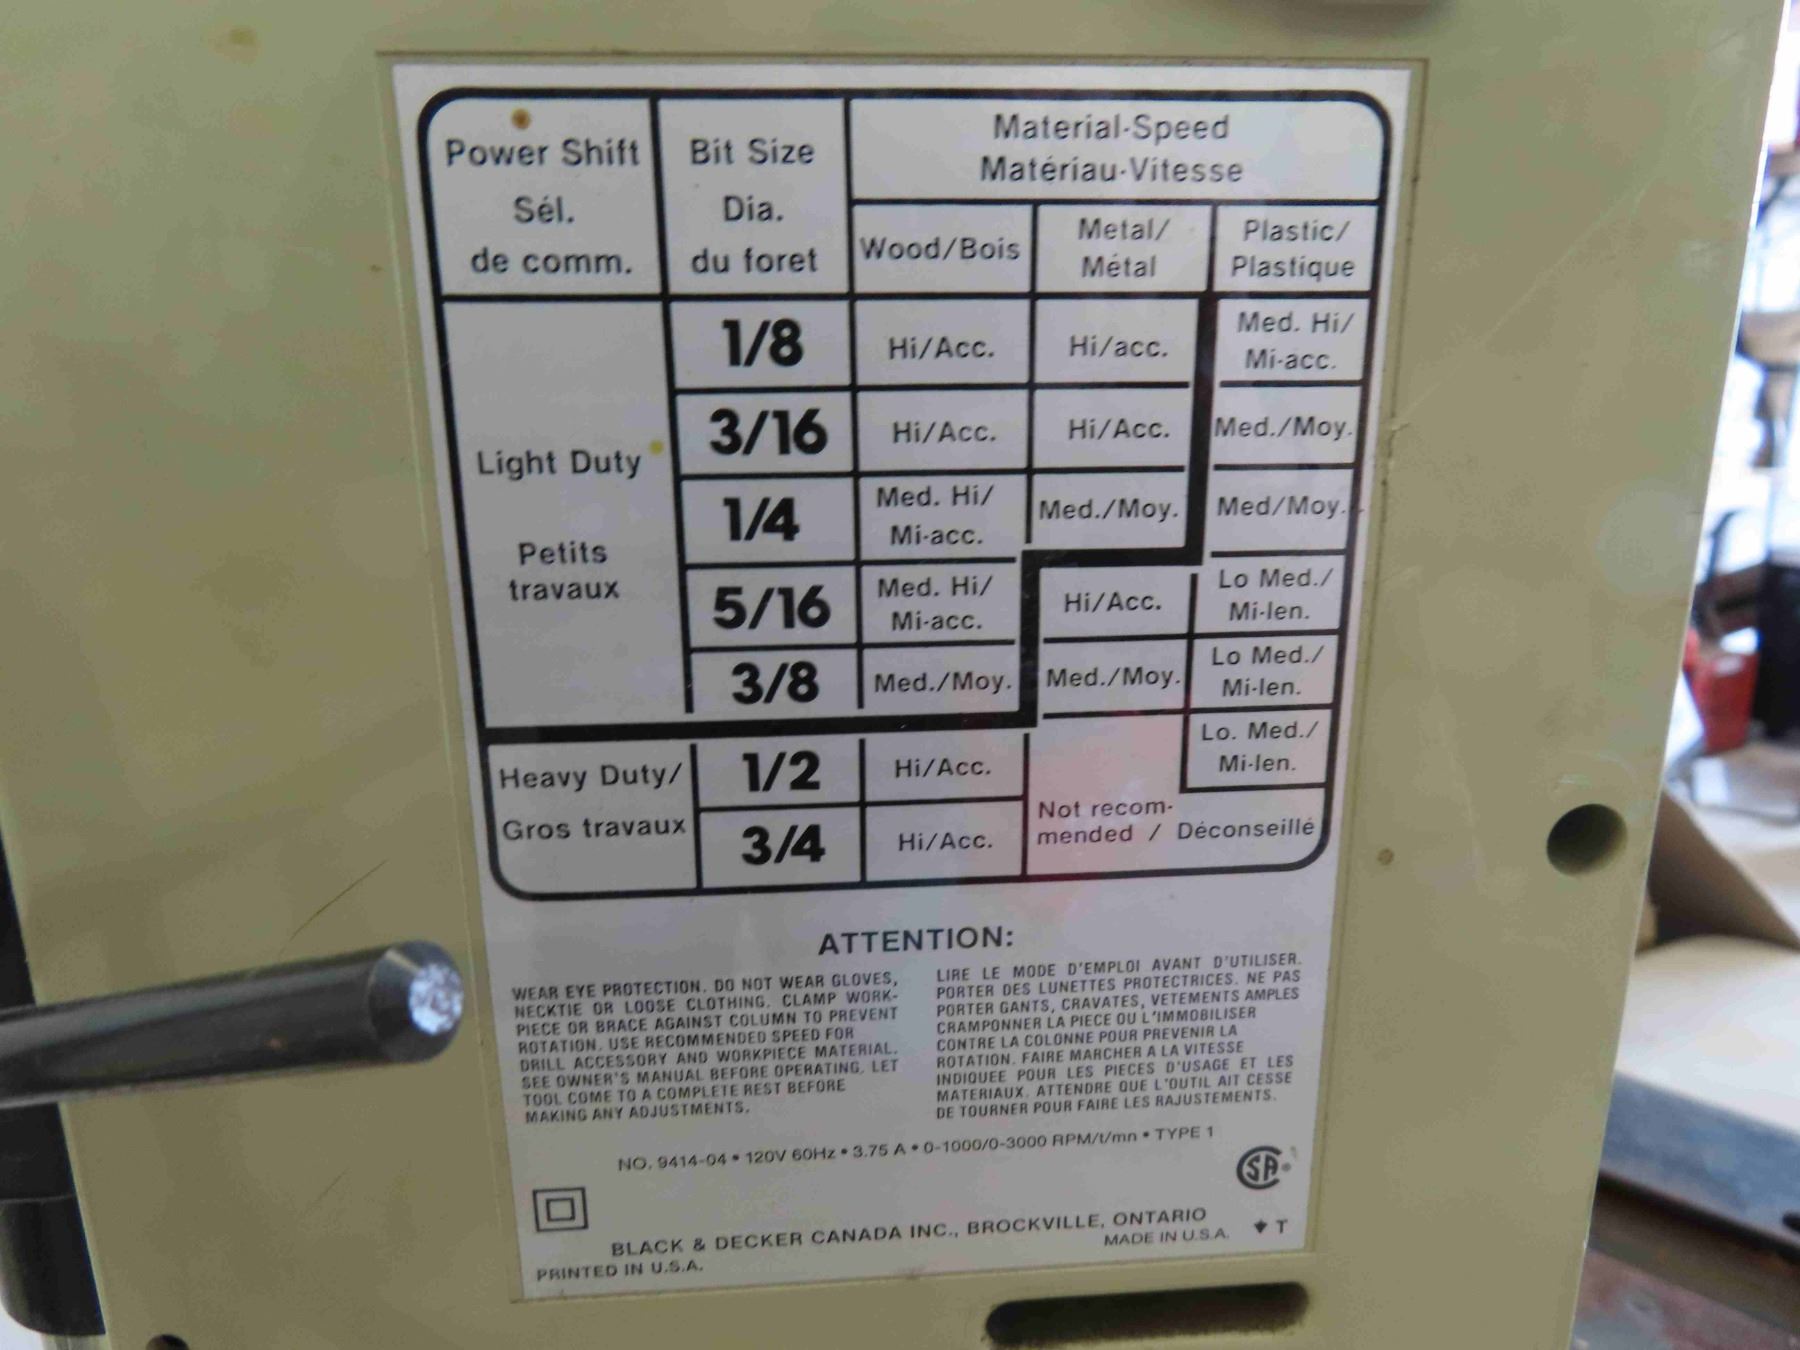 Power Shift
Sél.
de comm.
Bit Size
Dia.
du foret
Material-Speed
Matériau-Vitesse
Wood/Bois
Metal/
Métal
Plastic/
Plastique
Light Duty
Petits
travaux
1/8
Hi/Acc.
Hi/acc.
Med. Hi/
Mi-acc.
3/16
Hi/Acc.
Hi/Acc.
Med./Moy.
1/4
Med. Hi/
Mi-acc.
Med./Moy.
Med/Moy.
5/16
Med. Hi/
Mi-acc.
Hi/Acc.
Lo Med./
Mi-len.
3/8
Med./Moy.
Med./Moy.
Lo Med./
Mi-len.
Heavy Duty/
Gros travaux
1/2
Hi/Acc.
Lo. Med./
Mi-len.
3/4
Hi/Acc.
Not recom-
mended / Déconseillé
ATTENTION:
WEAR EYE PROTECTION. DO NOT WEAR GLOVES,
NECKTIE OR LOOSE CLOTHING. CLAMP WORK-
PIECE OR BRACE AGAINST COLUMN TO PREVENT
ROTATION. USE RECOMMENDED SPEED FOR
DRILL ACCESSORY AND WORKPIECE MATERIAL.
SEE OWNER'S MANUAL BEFORE OPERATING. LET
TOOL COME TO A COMPLETE REST BEFORE
MAKING ANY ADJUSTMENTS.
LIRE LE MODE D'EMPLOI AVANT D'UTILISER.
PORTER DES LUNETTES PROTECTRICES. NE PAS
PORTER GANTS, CRAVATES, VETEMENTS AMPLES
CRAMPONNER LA PIECE OU L'IMMOBILISER
CONTRE LA COLONNE POUR PREVENIR LA
ROTATION. FAIRE MARCHER A LA VITESSE
INDIQUEE POUR LES PIECES D'USAGE ET LES
MATERIAUX. ATTENDRE QUE L'OUTIL AIT CESSE
DE TOURNER POUR FAIRE LES RAJUSTEMENTS.
NO. 9414-04 • 120V 60Hz • 3.75 A • 0-1000/0-3000 RPM/t/mn • TYPE 1
SA
BLACK & DECKER CANADA INC., BROCKVILLE, ONTARIO
MADE IN U.S.A.
T
PRINTED IN U.S.A.